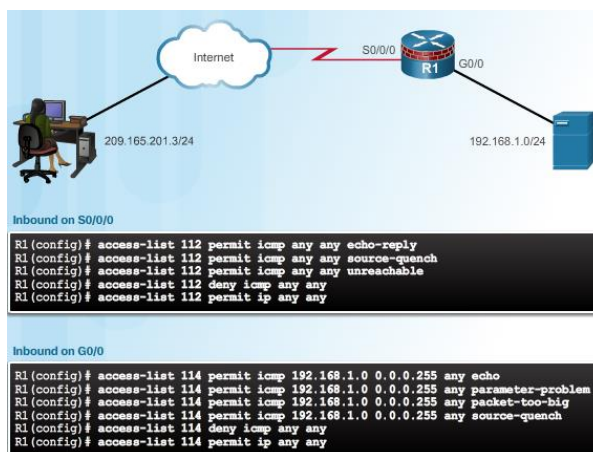 Internet
S0/0/0
R1
G0/0
209.165.201.3/24
192.168.1.0/24
Inbound on S0/0/0
R1(config)# access-list 112 permit icmp any any echo-reply
R1(config)# access-list 112 permit icmp any any source-quench
R1(config)# access-list 112 permit icmp any any unreachable
R1(config)# access-list 112 deny icmp any any
R1(config)# access-list 112 permit ip any any
Inbound on G0/0
R1(config)# access-list 114 permit icmp 192.168.1.0 0.0.0.255 any echo
R1(config)# access-list 114 permit icmp 192.168.1.0 0.0.0.255 any parameter-problem
R1(config)# access-list 114 permit icmp 192.168.1.0 0.0.0.255 any packet-too-big
R1(config)# access-list 114 permit icmp 192.168.1.0 0.0.0.255 any source-quench
R1(config)# access-list 114 deny icmp any any
R1(config)# access-list 114 permit ip any any